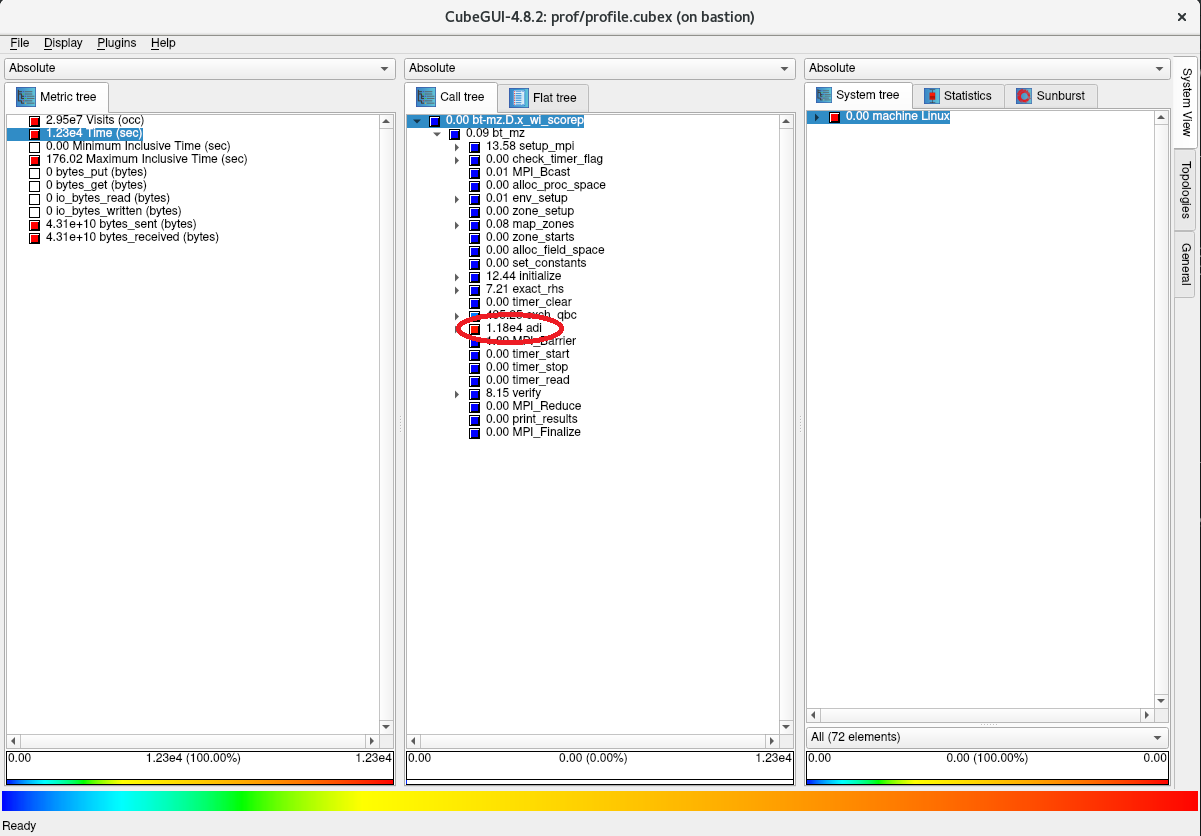 CubeGUI-4.8.2: prof/profile.cubex (on bastion)
File Display Plugins Help
Absolute
Metric tree
2.95e7 Visits (occ)
1.23e4 Time (sec)
0.00 Minimum Inclusive Time (sec)
176.02 Maximum Inclusive Time (sec)
0 bytes_put (bytes)
0 bytes_get (bytes)
0 io_bytes_read (bytes)
0 io_bytes_written (bytes)
4.31e+10 bytes_sent (bytes)
4.31e+10 bytes_received (bytes)
0.00 1.23e4 (100.00%) 1.23e4
Absolute
Call tree Flat tree
0.00 bt-mz.D.x_wi_scorep
0.09 bt_mz
13.58 setup_mpi
0.00 check_timer_flag
0.01 MPI_Bcast
0.00 alloc_proc_space
0.01 env_setup
0.00 zone_setup
0.08 map_zones
0.00 zone_starts
0.00 alloc_field_space
0.00 set_constants
12.44 initialize
7.21 exact_rhs
0.00 timer_clear
exch_qbc
1.18e4 adi
MPI_Barrier
0.00 timer_start
0.00 timer_stop
0.00 timer_read
8.15 verify
0.00 MPI_Reduce
0.00 print_results
0.00 MPI_Finalize
0.00 0.00 (0.00%) 1.23e4
Absolute
System tree Statistics Sunburst
0.00 machine Linux
All (72 elements)
0.00 0.00 (100.00%) 0.00
System View
Topologies
General
Ready